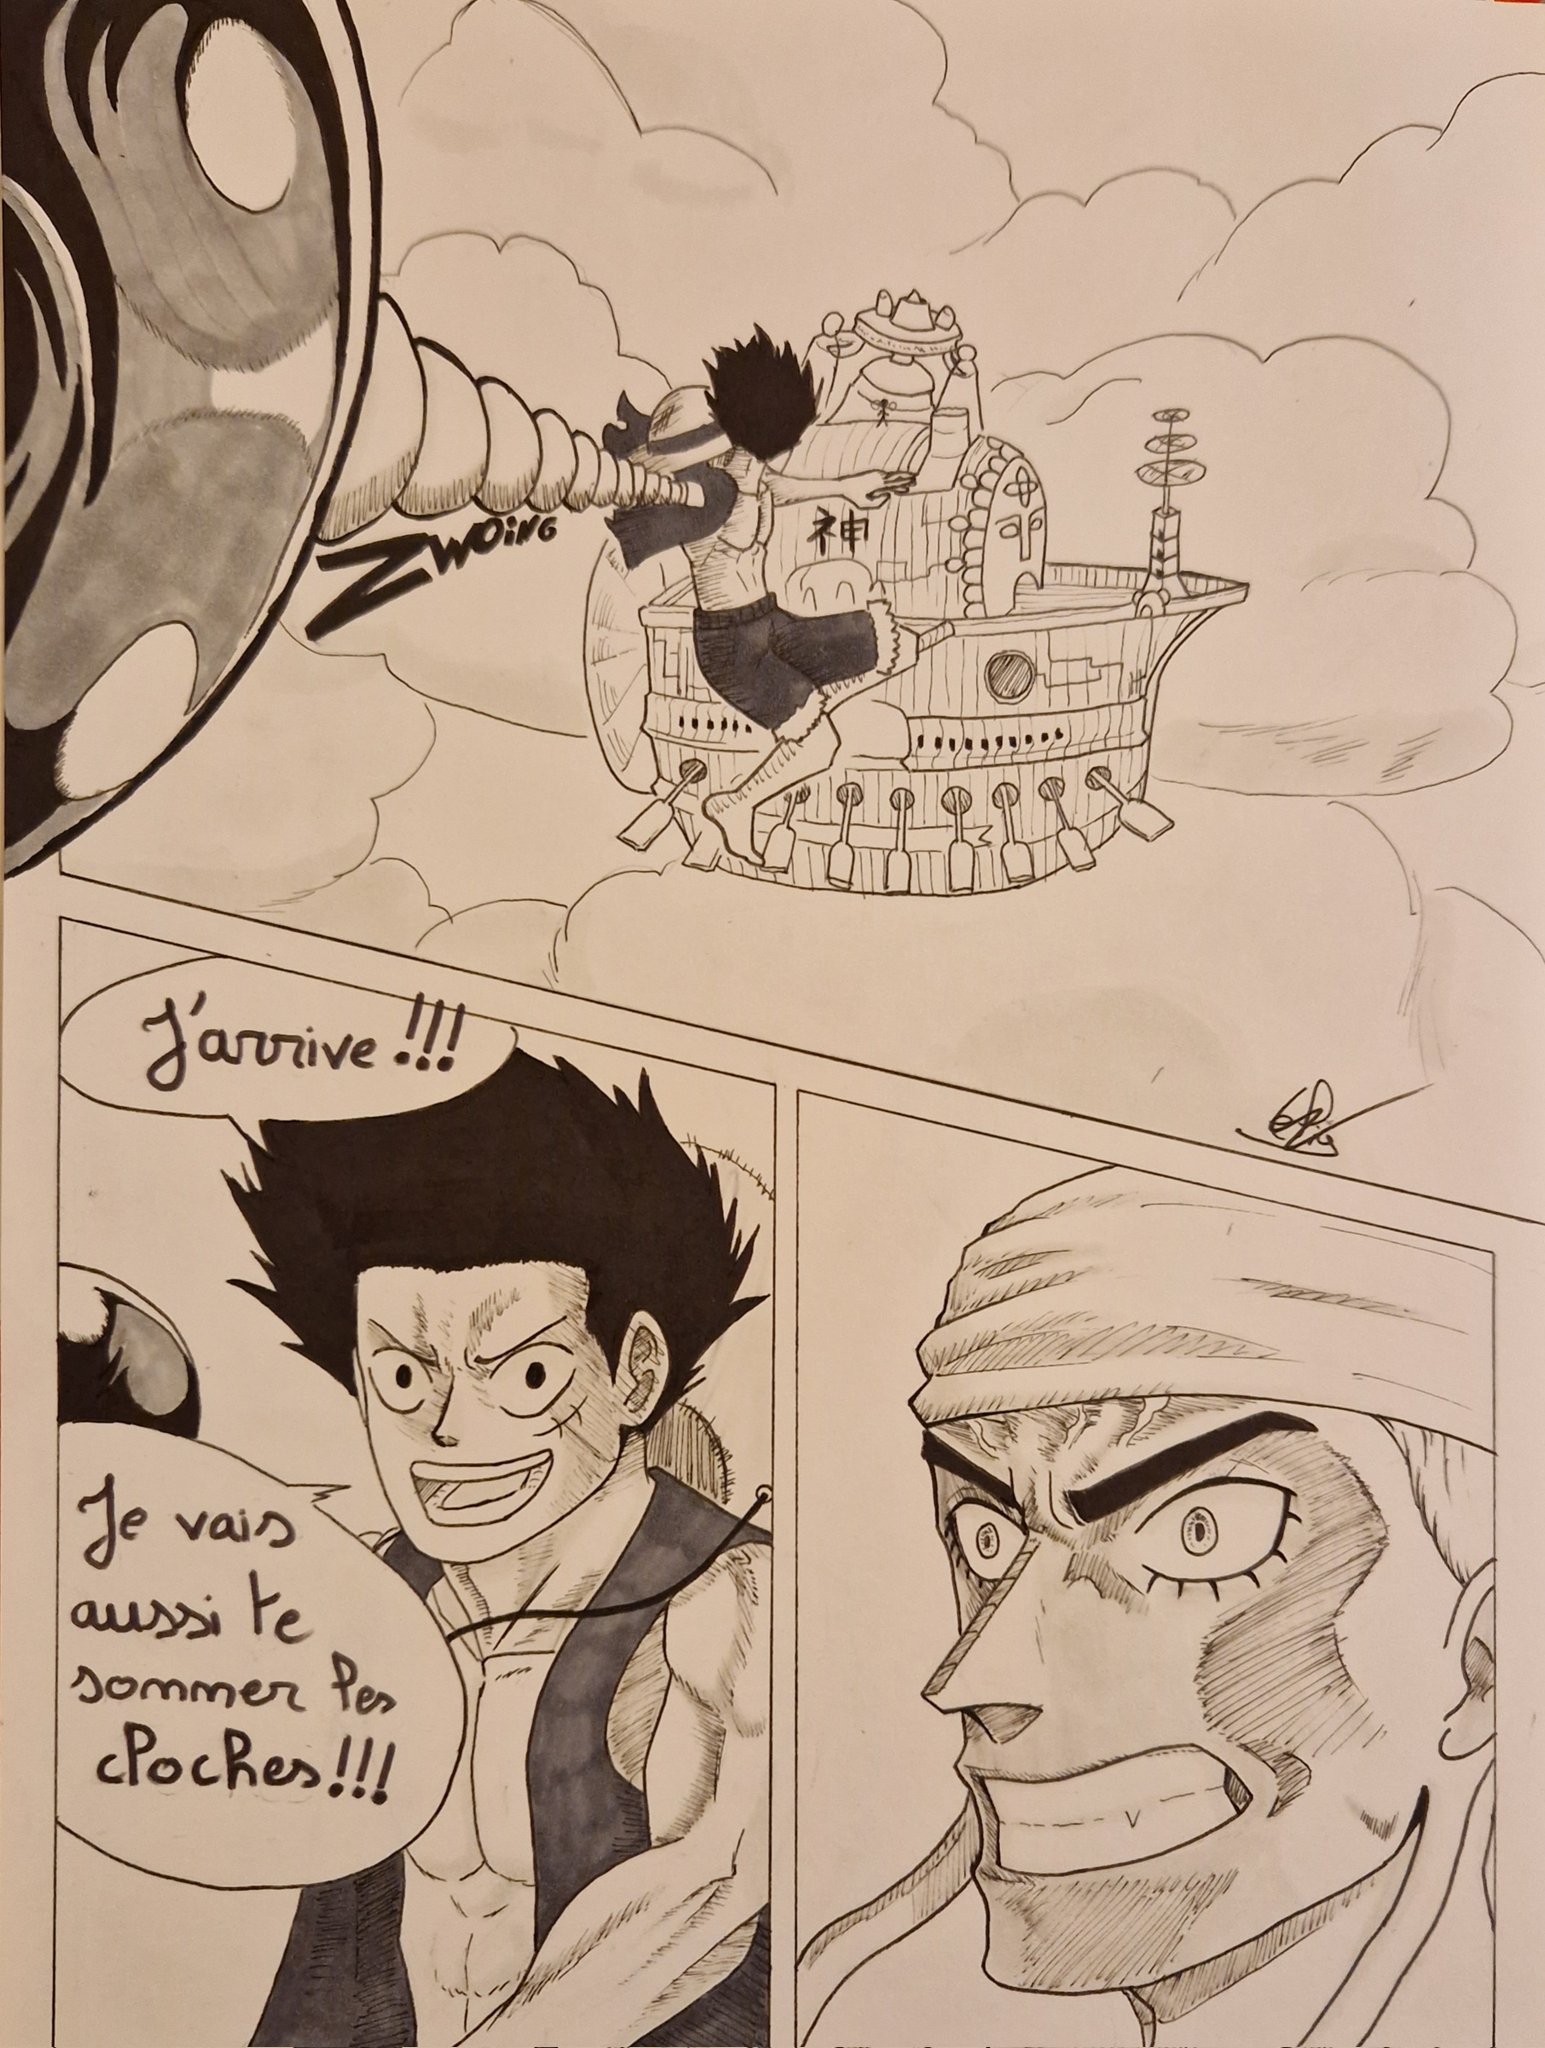 ZWOiNG
神
J'arrive !!!
Je vais
aussi te
sonner les
cloches !!!